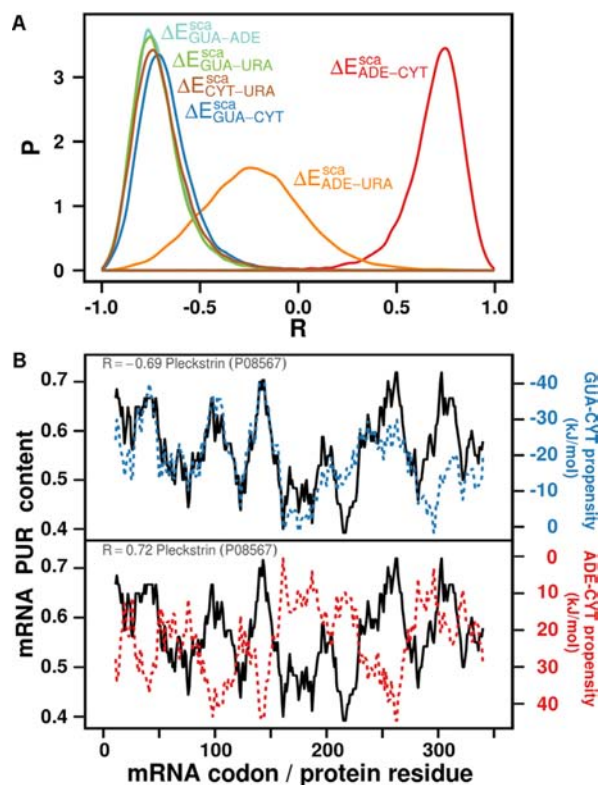 A
ΔE^sca_GUA–ADE
ΔE^sca_GUA–URA
ΔE^sca_CYT–URA
ΔE^sca_GUA–CYT
ΔE^sca_ADE–CYT
ΔE^sca_ADE–URA
P
3
2
1
0
-1.0 -0.5 0.0 0.5 1.0
R
B
R = −0.69 Pleckstrin (P08567)
0.7
0.6
0.5
0.4
-40
-30
-20
-10
0
GUA-CYT propensity
(kJ/mol)
mRNA PUR content
R = 0.72 Pleckstrin (P08567)
0.7
0.6
0.5
0.4
0
10
20
30
40
ADE-CYT propensity
(kJ/mol)
0 100 200 300
mRNA codon / protein residue